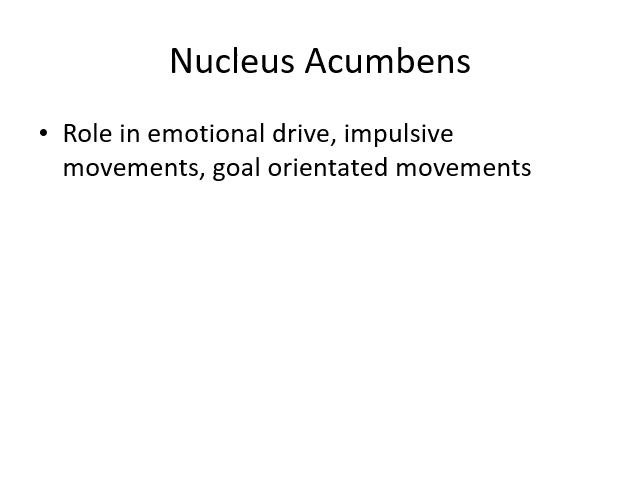 Nucleus Acumbens
• Role in emotional drive, impulsive
movements, goal orientated movements